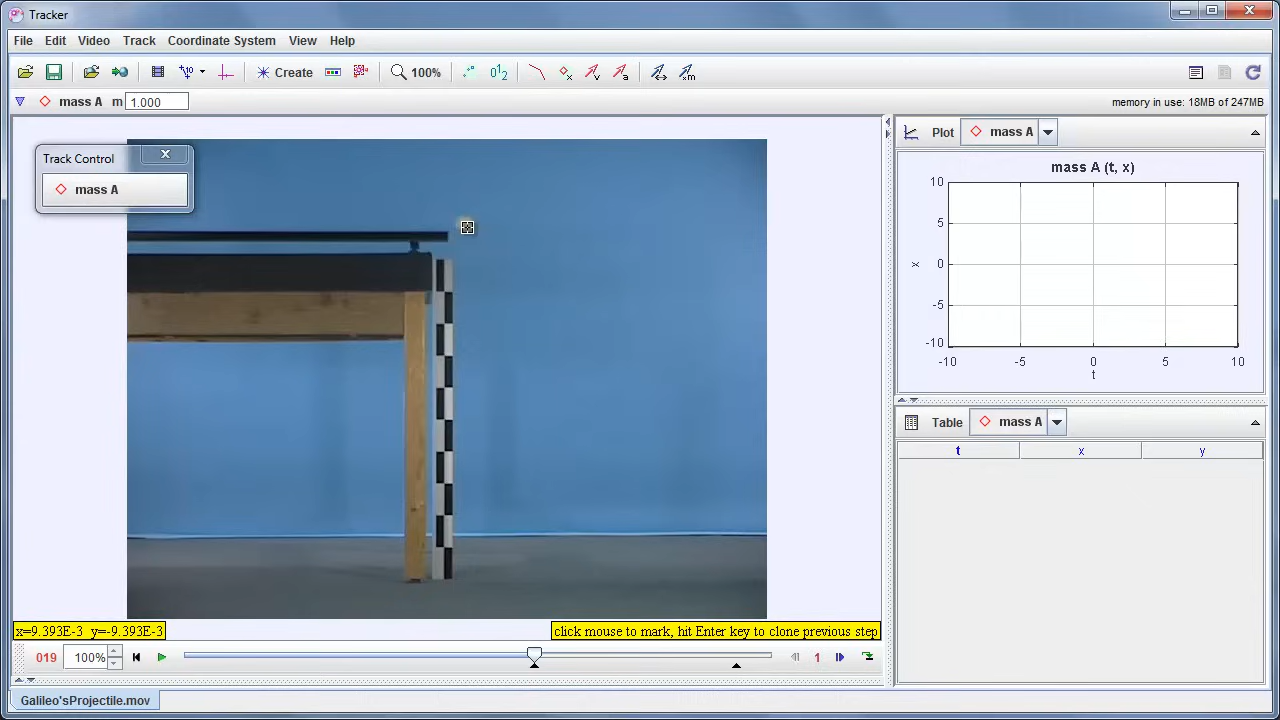 Tracker
File Edit Video Track Coordinate System View Help
Create 100%
mass A m 1.000
memory in use: 18MB of 247MB
Track Control
mass A
Plot mass A
mass A (t, x)
10
5
0
-5
-10
x
-10 -5 0 5 10
t
Table mass A
t x y
x=9.393E-3 y=-9.393E-3
click mouse to mark, hit Enter key to clone previous step
019 100% 1
Galileo'sProjectile.mov